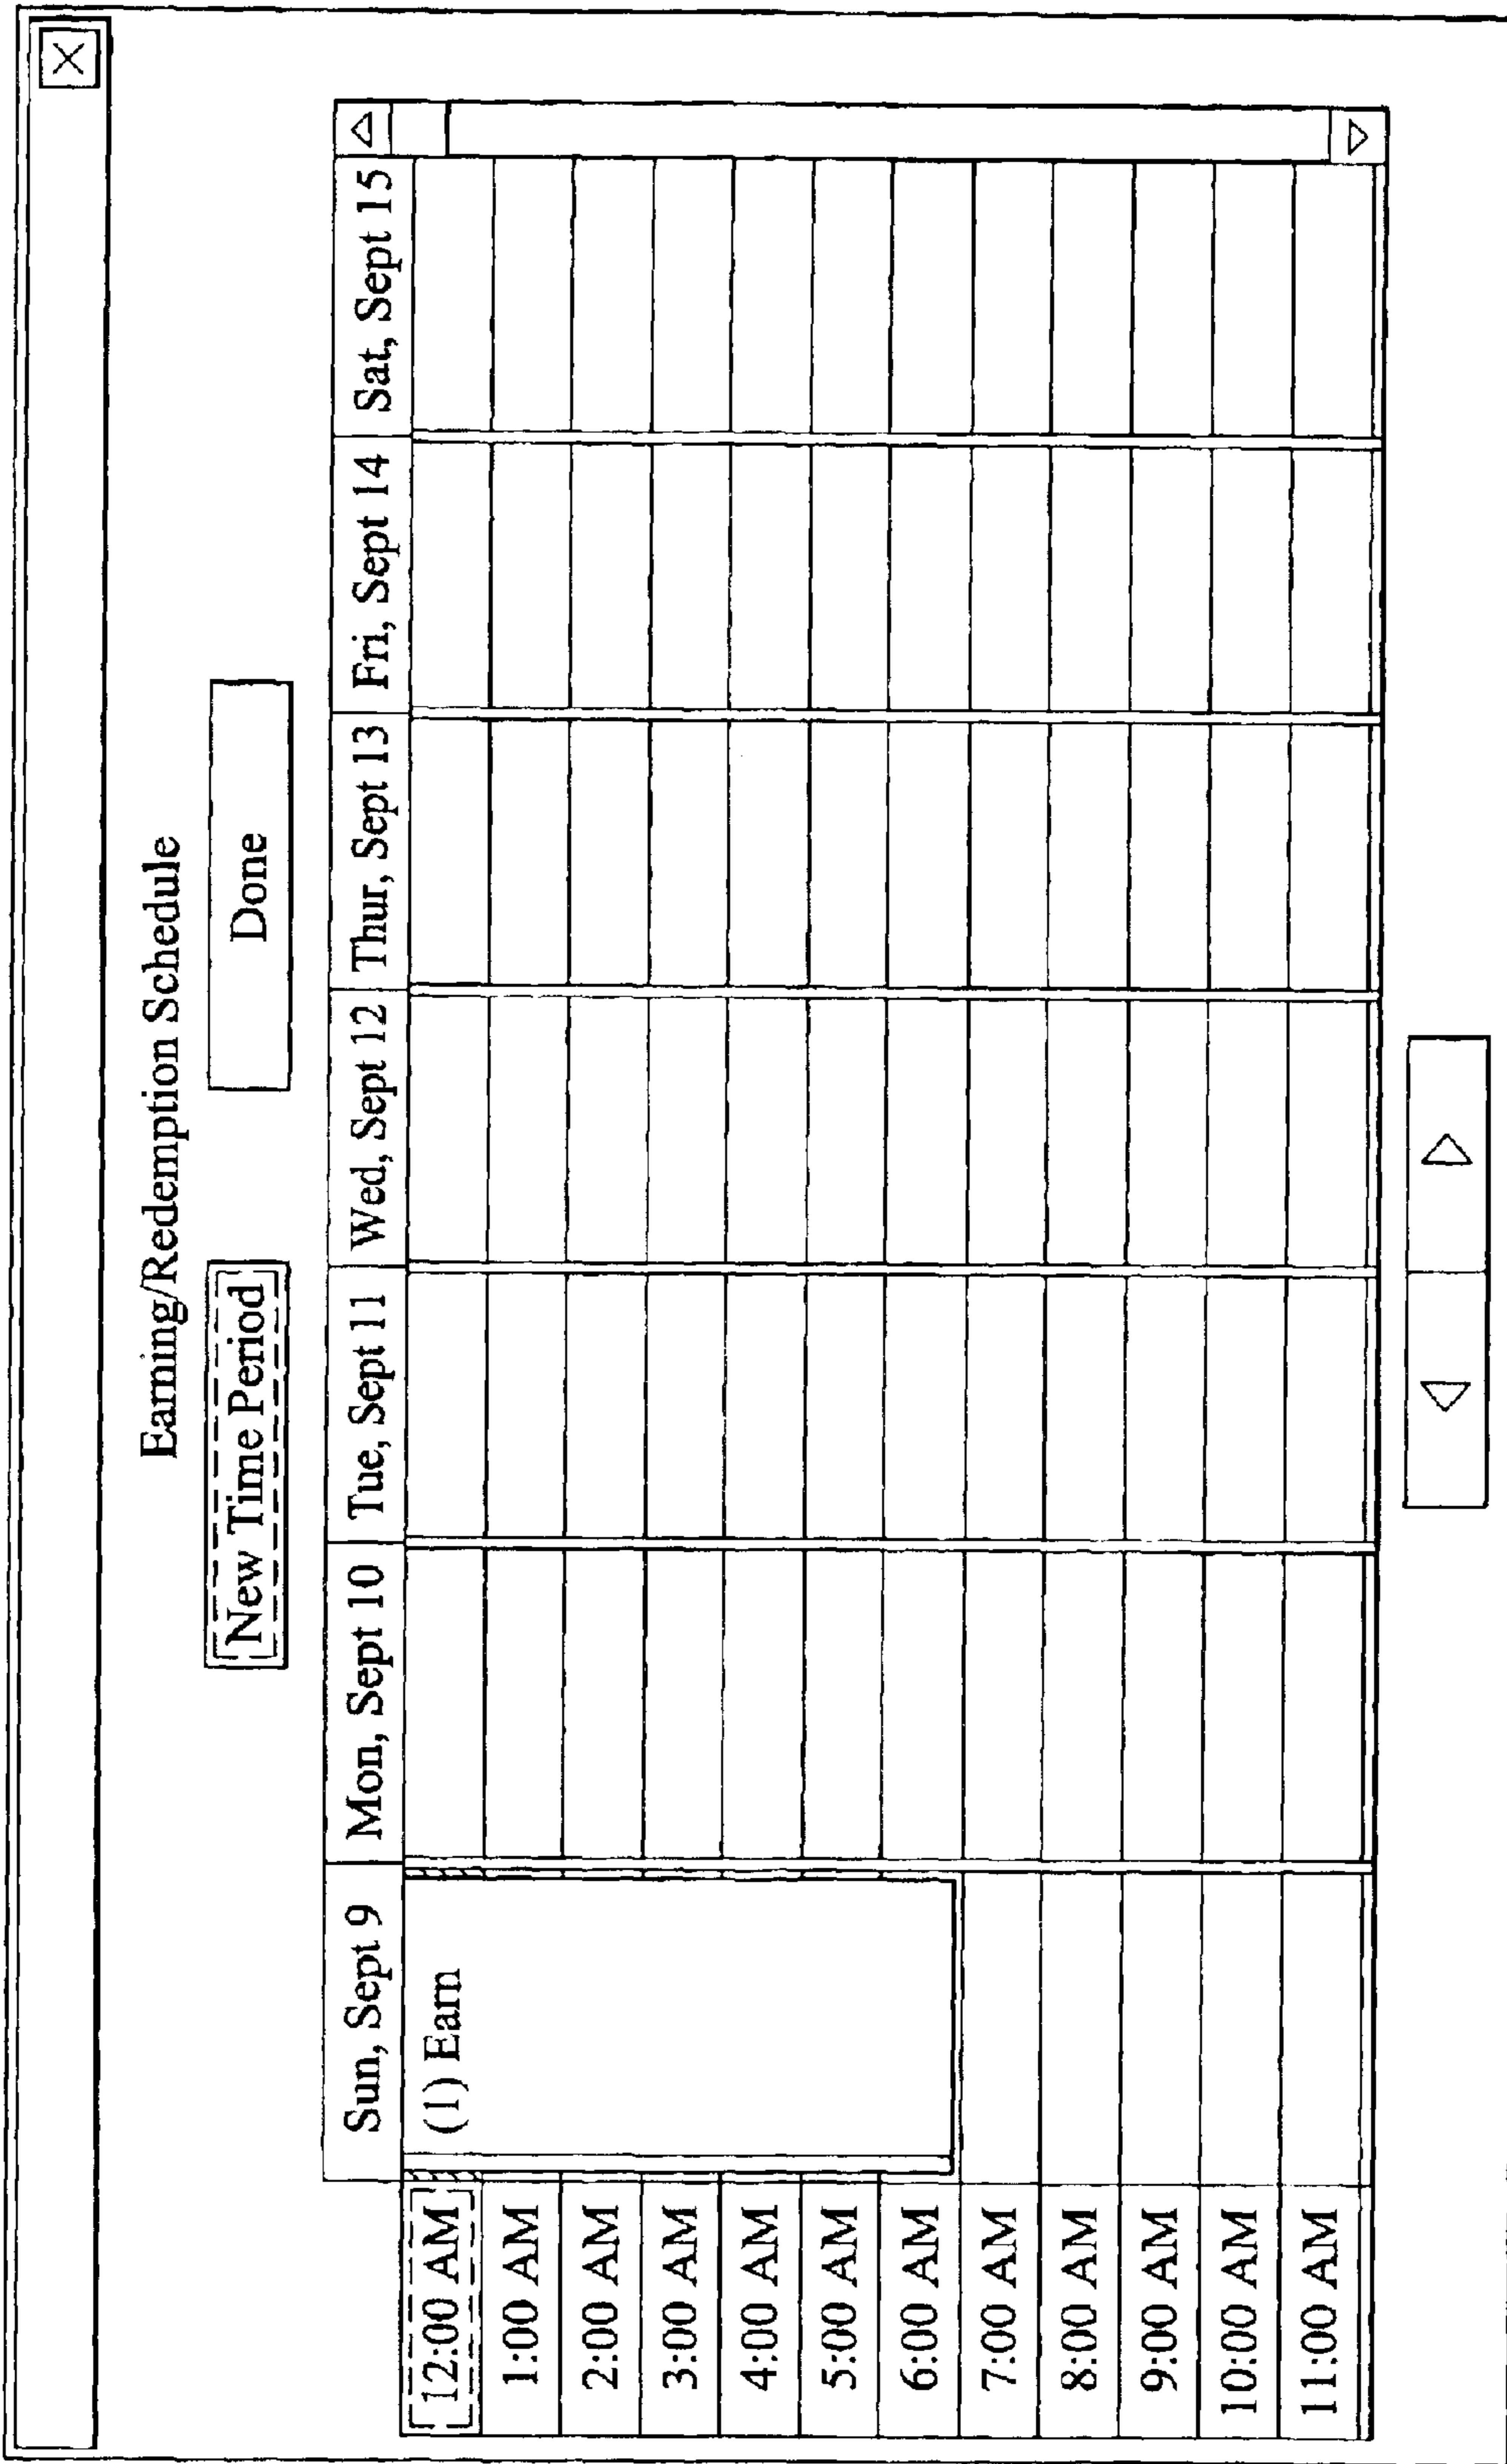 Earning/Redemption Schedule
New Time Period Done
Sun, Sept 9 Mon, Sept 10 Tue, Sept 11 Wed, Sept 12 Thur, Sept 13 Fri, Sept 14 Sat, Sept 15
12:00 AM (1) Earn
1:00 AM
2:00 AM
3:00 AM
4:00 AM
5:00 AM
6:00 AM
7:00 AM
8:00 AM
9:00 AM
10:00 AM
11:00 AM